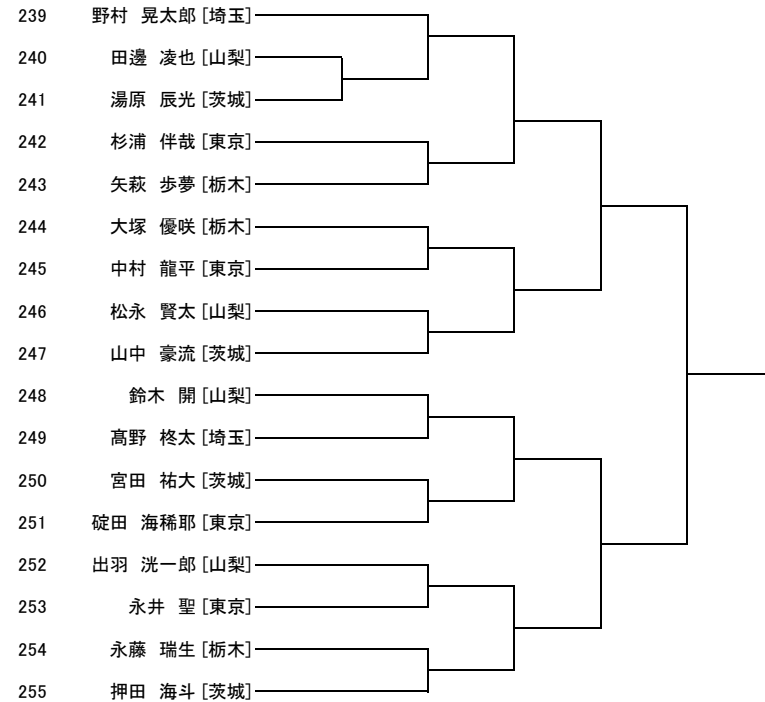 239 野村 晃太郎 [埼玉]
240 田邊 凌也 [山梨]
241 湯原 辰光 [茨城]
242 杉浦 伴哉 [東京]
243 矢萩 歩夢 [栃木]
244 大塚 優咲 [栃木]
245 中村 龍平 [東京]
246 松永 賢太 [山梨]
247 山中 豪流 [茨城]
248 鈴木 開 [山梨]
249 髙野 柊太 [埼玉]
250 宮田 祐大 [茨城]
251 碇田 海稀耶 [東京]
252 出羽 洸一郎 [山梨]
253 永井 聖 [東京]
254 永藤 瑞生 [栃木]
255 押田 海斗 [茨城]